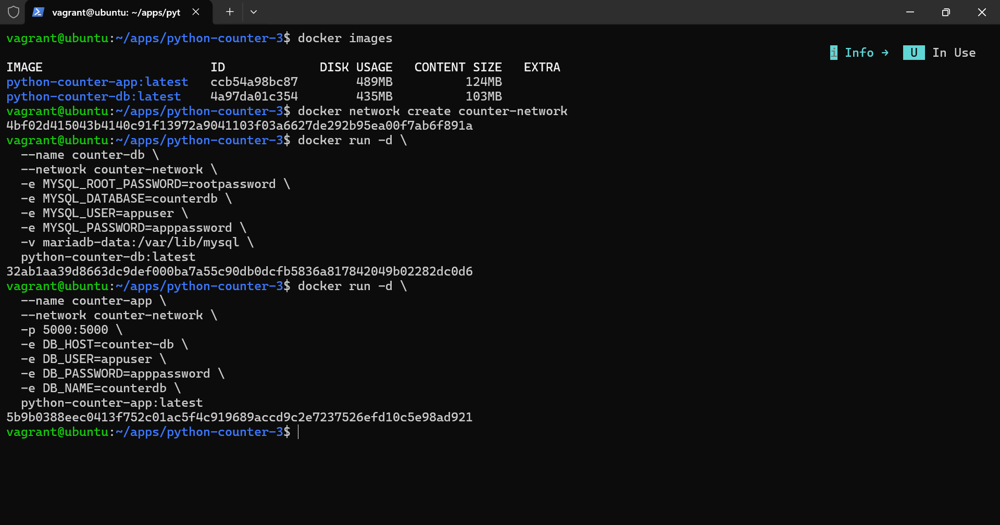 vagrant@ubuntu: ~/apps/pyt
vagrant@ubuntu:~/apps/python-counter-3$ docker images
i Info → U In Use
IMAGE ID DISK USAGE CONTENT SIZE EXTRA
python-counter-app:latest ccb54a98bc87 489MB 124MB
python-counter-db:latest 4a97da01c354 435MB 103MB
vagrant@ubuntu:~/apps/python-counter-3$ docker network create counter-network
4bf02d415043b4140c91f13972a9041103f03a6627de292b95ea00f7ab6f891a
vagrant@ubuntu:~/apps/python-counter-3$ docker run -d \
--name counter-db \
--network counter-network \
-e MYSQL_ROOT_PASSWORD=rootpassword \
-e MYSQL_DATABASE=counterdb \
-e MYSQL_USER=appuser \
-e MYSQL_PASSWORD=apppassword \
-v mariadb-data:/var/lib/mysql \
python-counter-db:latest
32ab1aa39d8663dc9def000ba7a55c90db0dcfb5836a817842049b02282dc0d6
vagrant@ubuntu:~/apps/python-counter-3$ docker run -d \
--name counter-app \
--network counter-network \
-p 5000:5000 \
-e DB_HOST=counter-db \
-e DB_USER=appuser \
-e DB_PASSWORD=apppassword \
-e DB_NAME=counterdb \
python-counter-app:latest
5b9b0388eec0413f752c01ac5f4c919689accd9c2e7237526efd10c5e98ad921
vagrant@ubuntu:~/apps/python-counter-3$